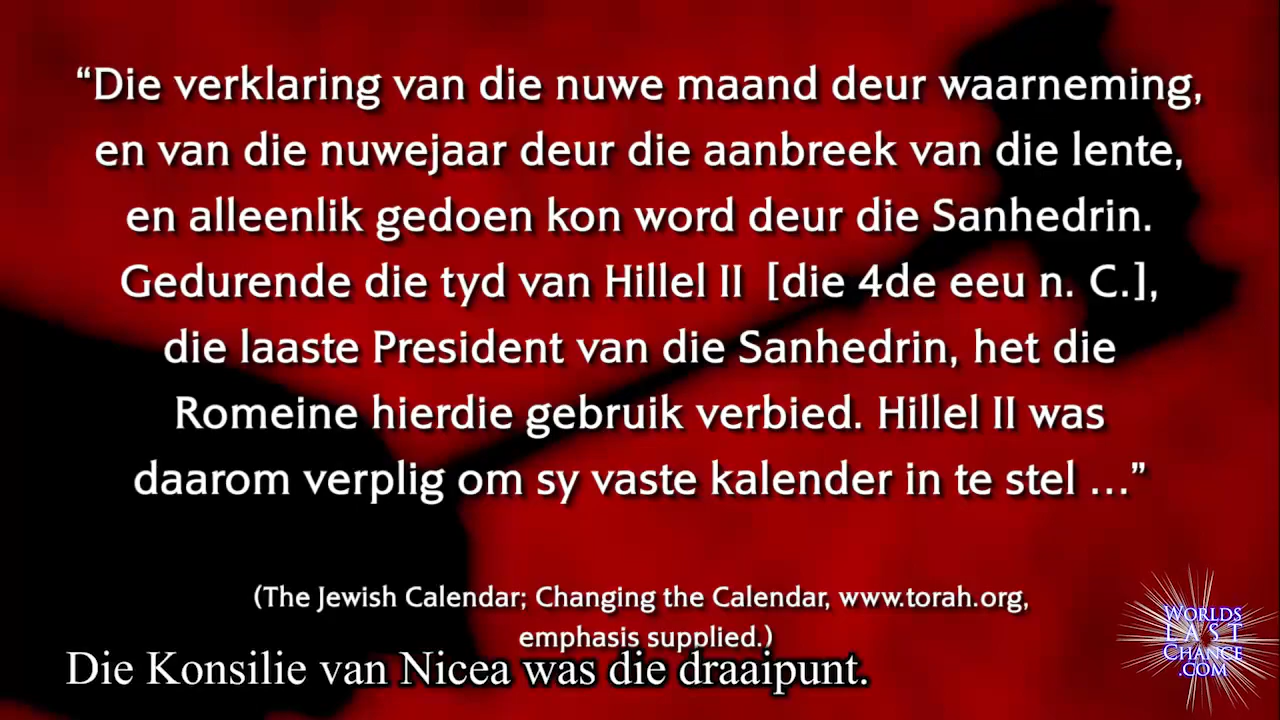 “Die verklaring van die nuwe maand deur waarneming,
en van die nuwejaar deur die aanbreek van die lente,
en alleenlik gedoen kon word deur die Sanhedrin.
Gedurende die tyd van Hillel II [die 4de eeu n. C.],
die laaste President van die Sanhedrin, het die
Romeine hierdie gebruik verbied. Hillel II was
daarom verplig om sy vaste kalender in te stel ...”
(The Jewish Calendar; Changing the Calendar, www.torah.org,
emphasis supplied.)
Die Konsilie van Nicea was die draaipunt.
WORLDS
LAST
CHANCE
.COM